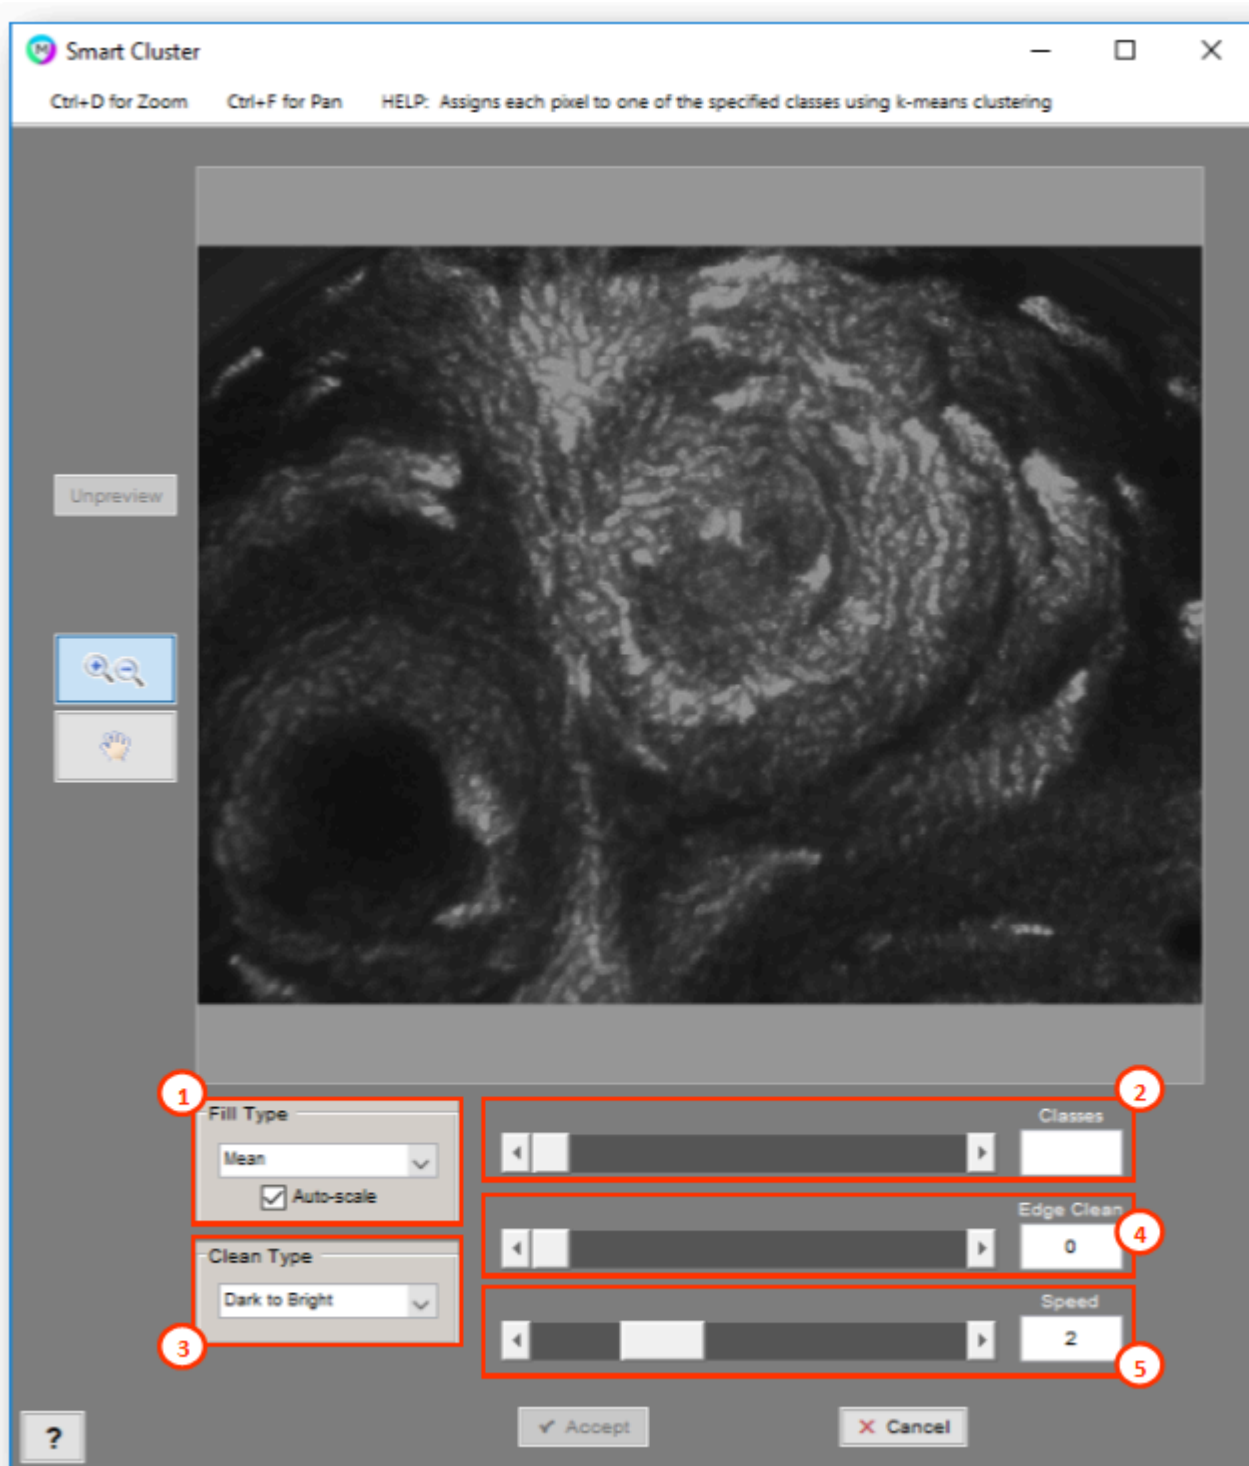 Smart Cluster
Ctrl+D for Zoom Ctrl+F for Pan HELP: Assigns each pixel to one of the specified classes using k-means clustering
Unpreview
1
Fill Type
Mean
Auto-scale
2
Classes
Clean Type
Dark to Bright
3
Edge Clean
0
4
Speed
2
5
?
Accept
Cancel